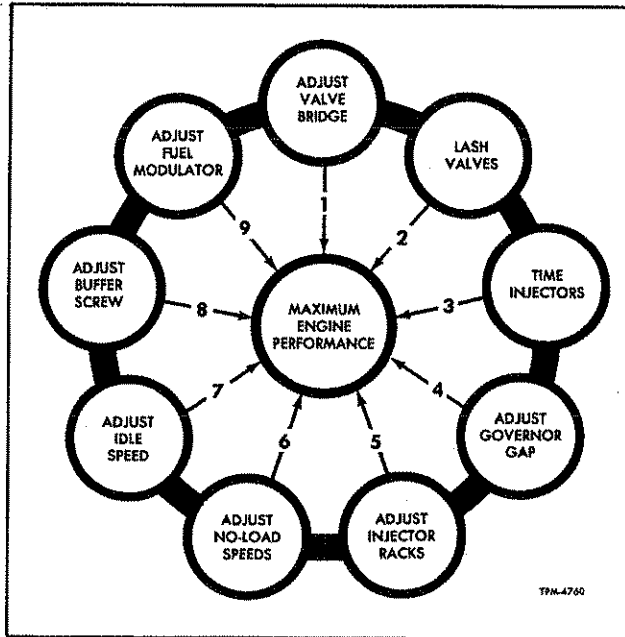 ADJUST
VALVE
BRIDGE
LASH
VALVES
TIME
INJECTORS
ADJUST
GOVERNOR
GAP
ADJUST
INJECTOR
RACKS
ADJUST
NO-LOAD
SPEEDS
ADJUST
IDLE
SPEED
ADJUST
BUFFER
SCREW
ADJUST
FUEL
MODULATOR
1
2
3
4
5
6
7
8
9
MAXIMUM
ENGINE
PERFORMANCE
TPM-4760